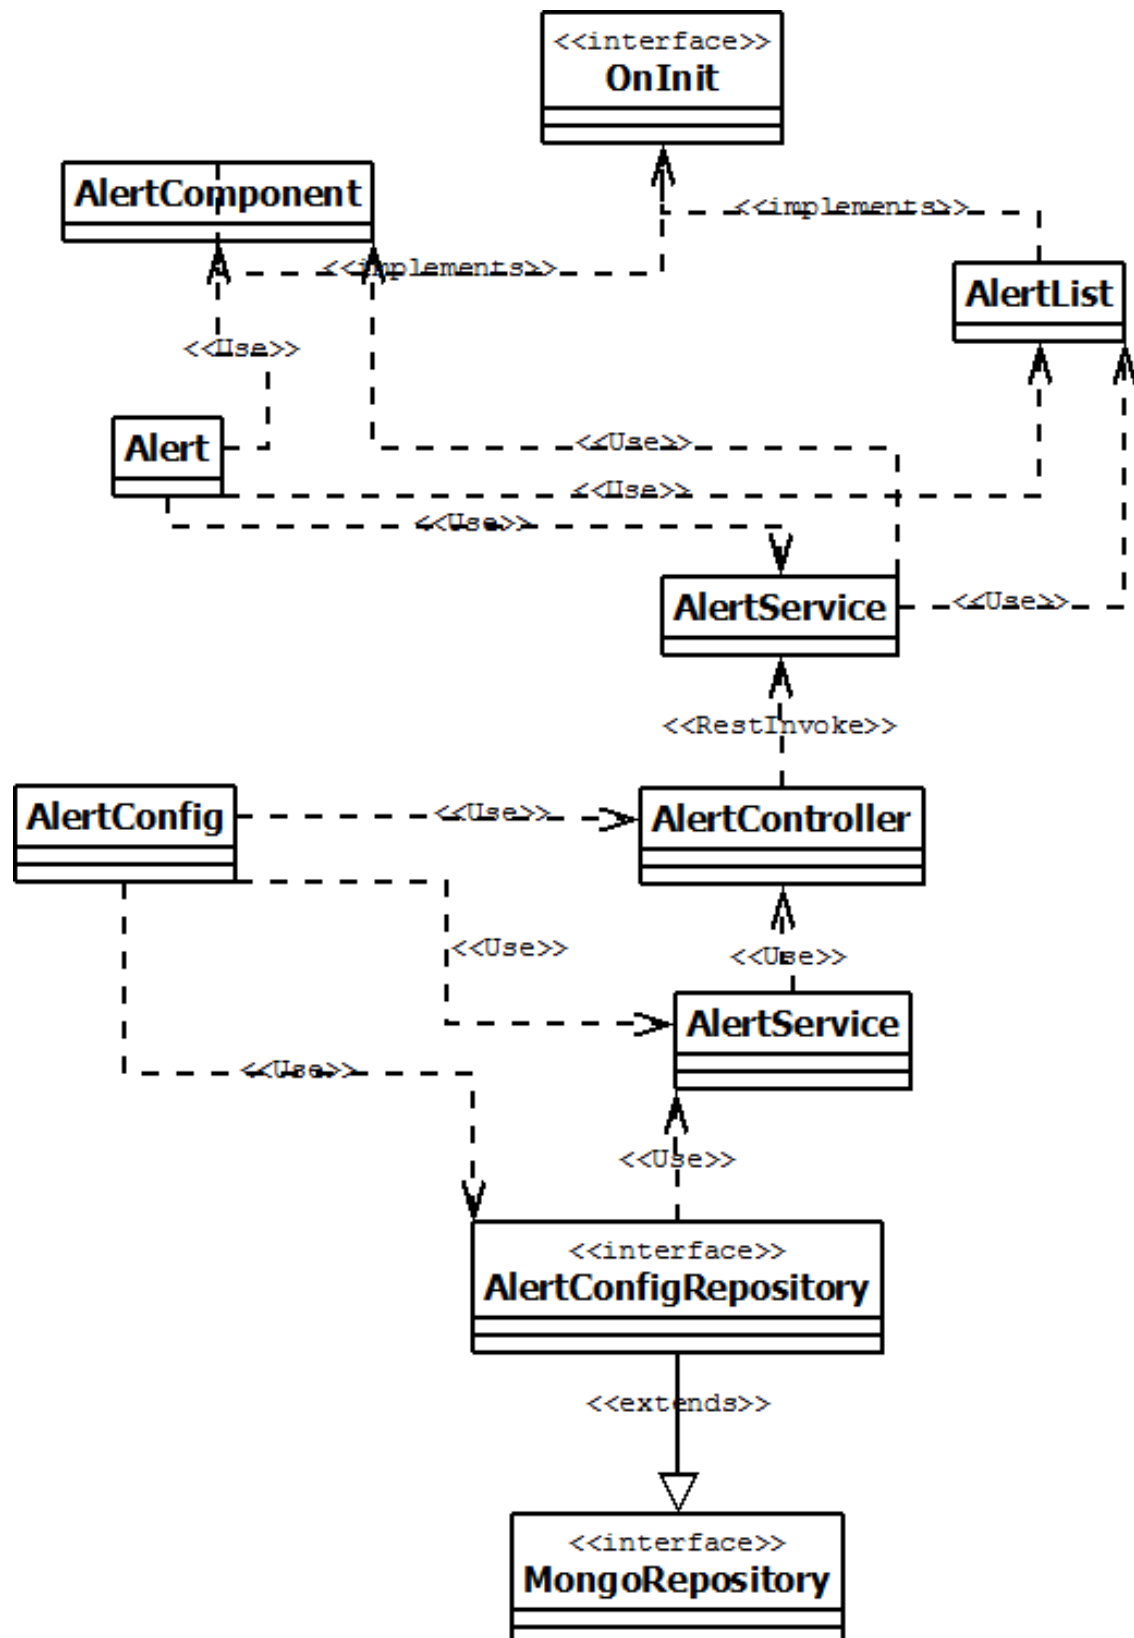 <<interface>>
OnInit
AlertComponent
<<implements>>
<<implements>>
AlertList
<<Use>>
Alert
<<Use>>
<<Use>>
<<Use>>
AlertService
<<Use>>
<<RestInvoke>>
AlertConfig
<<Use>>
AlertController
<<Use>>
<<Use>>
AlertService
<<Use>>
<<Use>>
<<interface>>
AlertConfigRepository
<<extends>>
<<interface>>
MongoRepository